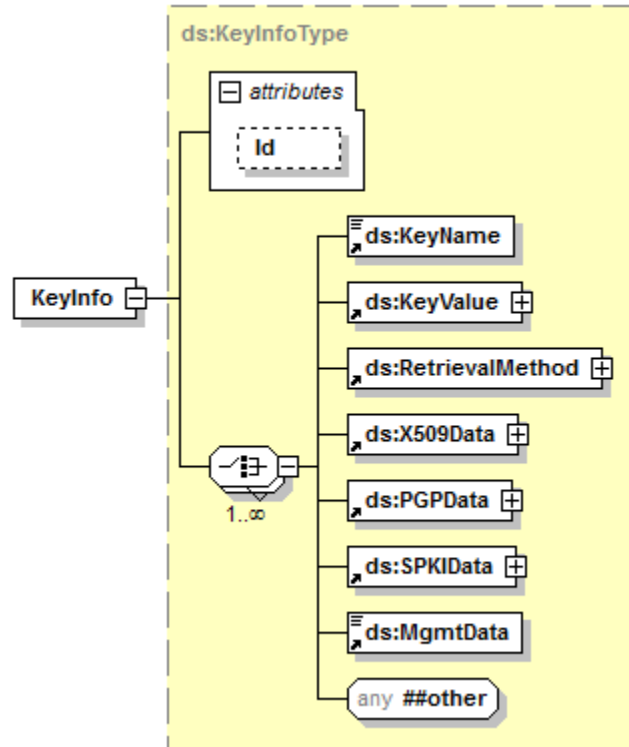 ds:KeyInfoType
attributes
Id
ds:KeyName
KeyInfo
ds:KeyValue
ds:RetrievalMethod
ds:X509Data
1..∞
ds:PGPData
ds:SPKIData
ds:MgmtData
any ##other